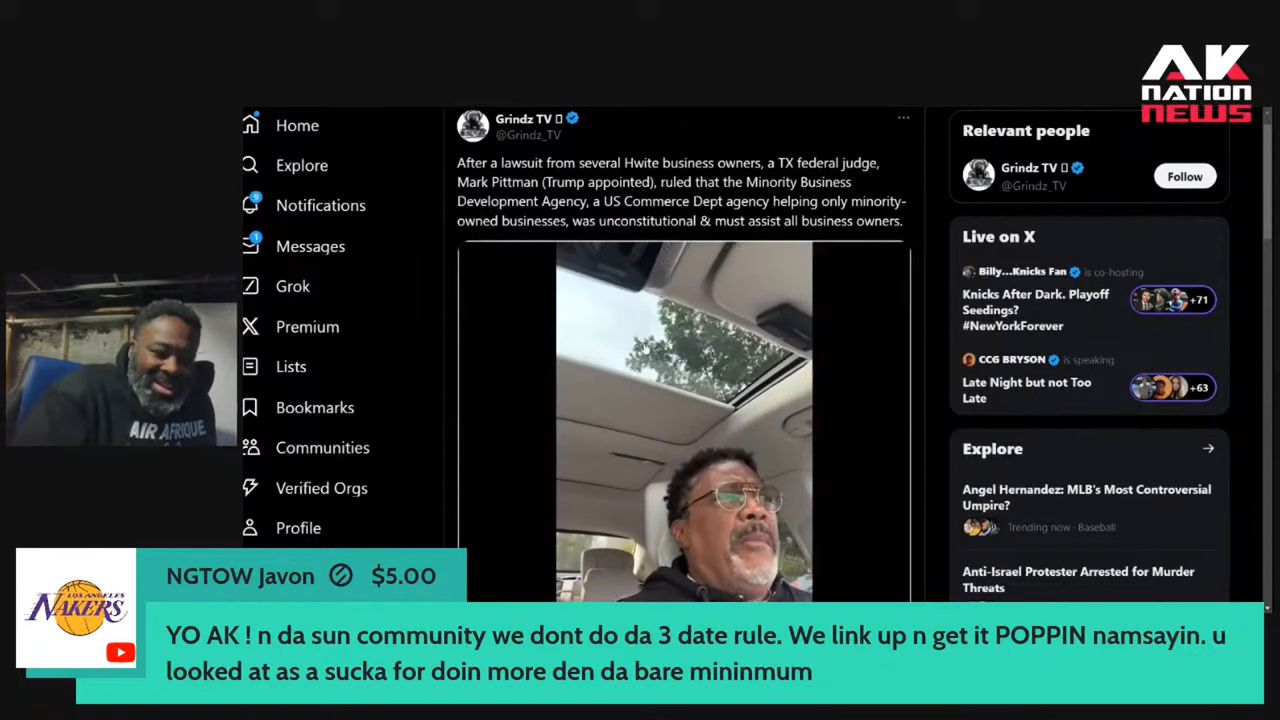 AK
NATION
NEWS
Home
Explore
9
Notifications
1
Messages
Grok
Premium
Lists
Bookmarks
Communities
Verified Orgs
Profile
Grindz TV
@Grindz_TV
After a lawsuit from several Hwite business owners, a TX federal judge,
Mark Pittman (Trump appointed), ruled that the Minority Business
Development Agency, a US Commerce Dept agency helping only minority-
owned businesses, was unconstitutional & must assist all business owners.
Relevant people
Grindz TV
@Grindz_TV
Follow
Live on X
Billy...Knicks Fan is co-hosting
Knicks After Dark. Playoff
Seedings?
#NewYorkForever
+71
CCG BRYSON is speaking
Late Night but not Too
Late
+63
Explore
Angel Hernandez: MLB's Most Controversial
Umpire?
Trending now · Baseball
Anti-Israel Protester Arrested for Murder
Threats
AIR AFRIQUE
LOS ANGELES
NAKERS
NGTOW Javon $5.00
YO AK ! n da sun community we dont do da 3 date rule. We link up n get it POPPIN namsayin. u
looked at as a sucka for doin more den da bare mininmum